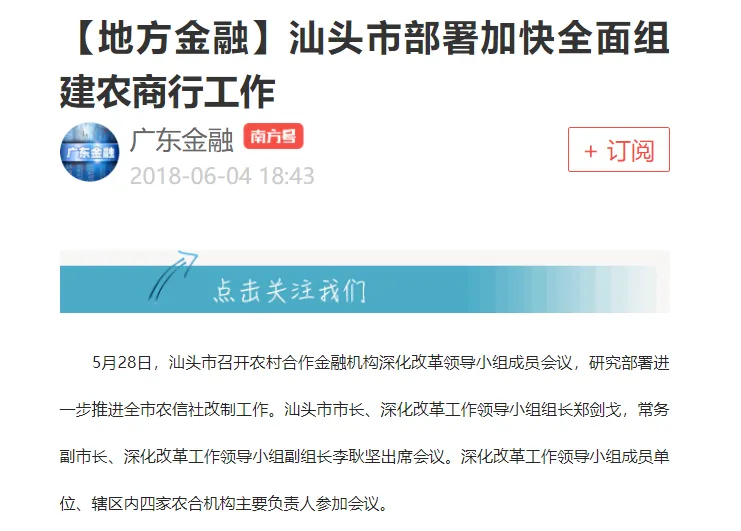 【地方金融】汕头市部署加快全面组
建农商行工作
广东金融
广东金融 南方号
+ 订阅
2018-06-04 18:43
点击关注我们
5月28日，汕头市召开农村合作金融机构深化改革领导小组成员会议，研究部署进
一步推进全市农信社改制工作。汕头市市长、深化改革工作领导小组组长郑剑戈，常务
副市长、深化改革工作领导小组副组长李耿坚出席会议。深化改革工作领导小组成员单
位、辖区内四家农合机构主要负责人参加会议。